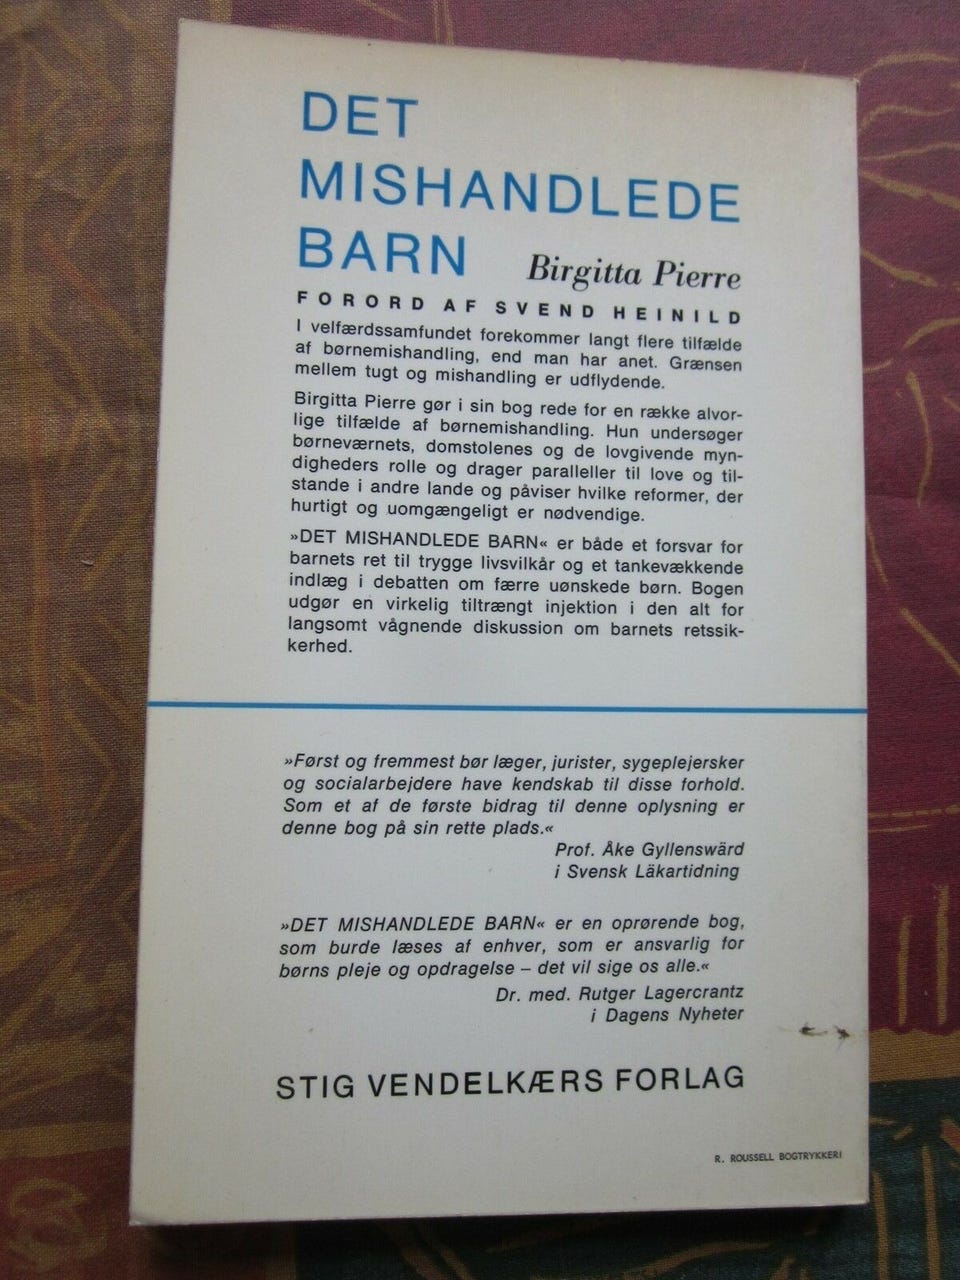 DET
MISHANDLEDE
BARN
Birgitta Pierre
FORORD AF SVEND HEINILD
I velfærdssamfundet forekommer langt flere tilfælde
af børnemishandling, end man har anet. Grænsen
mellem tugt og mishandling er udflydende.
Birgitta Pierre gør i sin bog rede for en række alvor-
lige tilfælde af børnemishandling. Hun undersøger
børneværnets, domstolenes og de lovgivende myn-
digheders rolle og drager paralleller til love og til-
stande i andre lande og påviser hvilke reformer, der
hurtigt og uomgængeligt er nødvendige.
»DET MISHANDLEDE BARN« er både et forsvar for
barnets ret til trygge livsvilkår og et tankevækkende
indlæg i debatten om færre uønskede børn. Bogen
udgør en virkelig tiltrængt injektion i den alt for
langsomt vågnende diskussion om barnets retssik-
kerhed.
»Først og fremmest bør læger, jurister, sygeplejersker
og socialarbejdere have kendskab til disse forhold.
Som et af de første bidrag til denne oplysning er
denne bog på sin rette plads.«
Prof. Åke Gyllenswärd
i Svensk Läkartidning
»DET MISHANDLEDE BARN« er en oprørende bog,
som burde læses af enhver, som er ansvarlig for
børns pleje og opdragelse – det vil sige os alle.«
Dr. med. Rutger Lagercrantz
i Dagens Nyheter
STIG VENDELKÆRS FORLAG
R. ROUSSELL BOGTRYKKERI